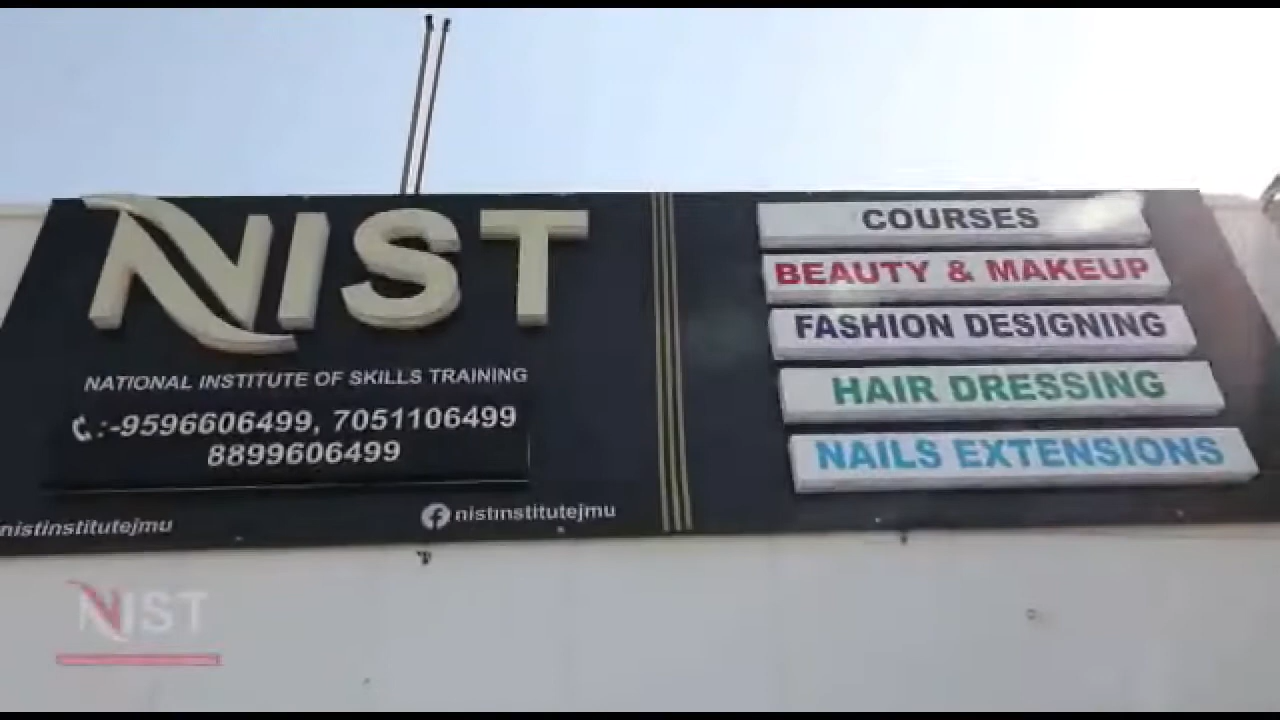 NIST
NATIONAL INSTITUTE OF SKILLS TRAINING
:-9596606499, 7051106499
8899606499
nistinstitutejmu
nistinstitutejmu
COURSES
BEAUTY & MAKEUP
FASHION DESIGNING
HAIR DRESSING
NAILS EXTENSIONS
NIST